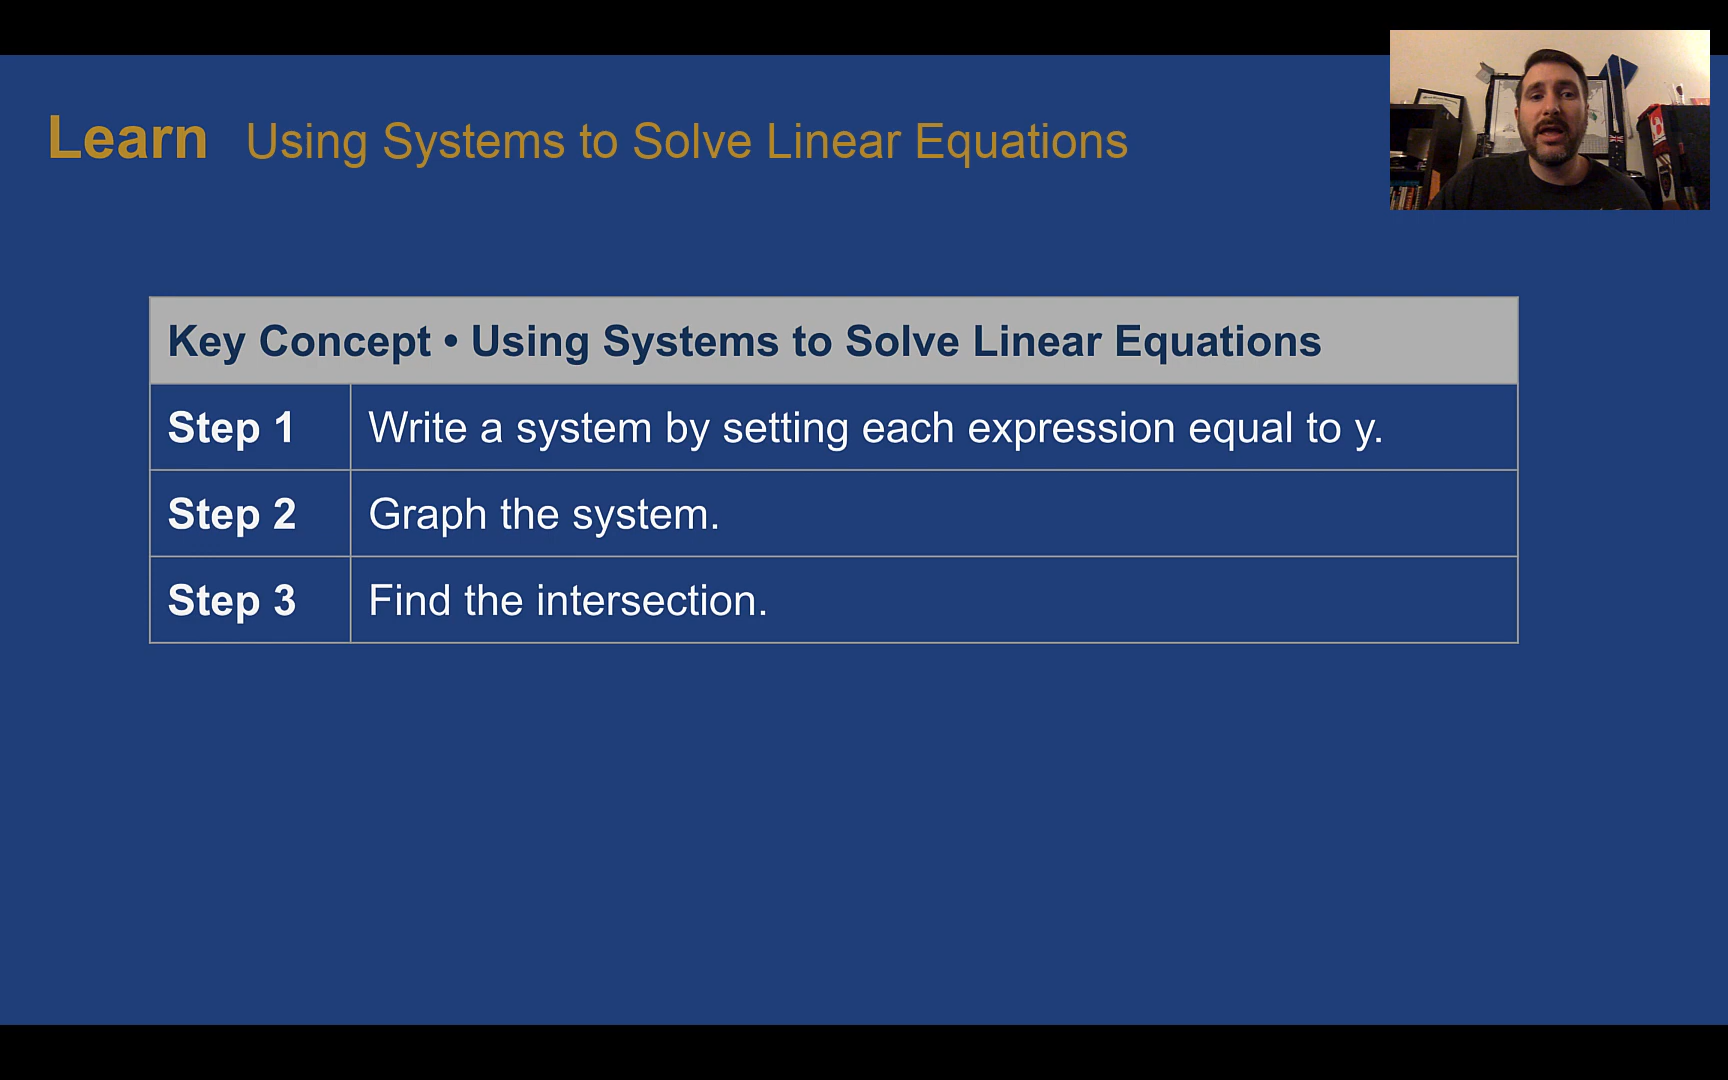 Learn Using Systems to Solve Linear Equations
Key Concept • Using Systems to Solve Linear Equations
Step 1 Write a system by setting each expression equal to y.
Step 2 Graph the system.
Step 3 Find the intersection.